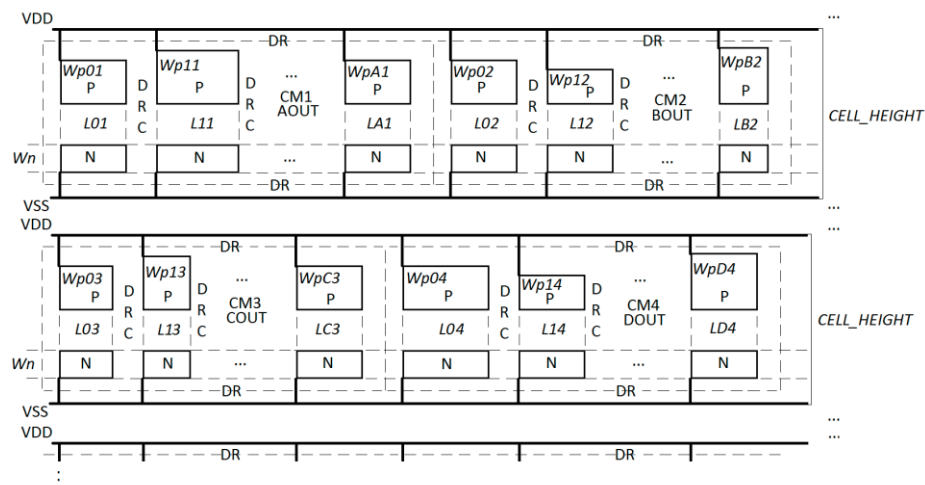 VDD ...
DR DR
Wp01 Wp11 ... WpA1 Wp02 Wp12 ... WpB2
P P P P P P
D R C D R C CM1 AOUT D R C D R C CM2 BOUT
L01 L11 LA1 L02 L12 LB2 CELL_HEIGHT
Wn N N ... N N N ... N
DR DR
VSS ...
VDD ...
DR DR
Wp03 Wp13 ... WpC3 Wp04 Wp14 ... WpD4
P P P P P P
D R C D R C CM3 COUT D R C D R C CM4 DOUT
L03 L13 LC3 L04 L14 LD4 CELL_HEIGHT
Wn N N ... N N N ... N
DR DR
VSS ...
VDD ...
DR DR
: